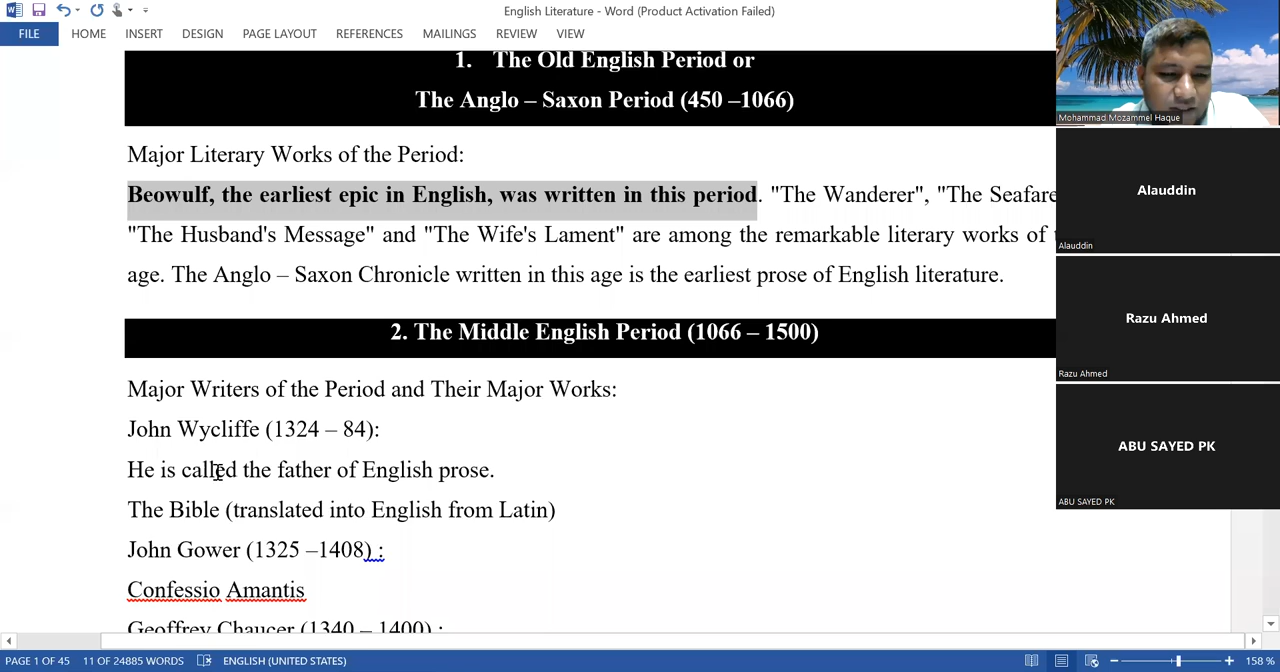 English Literature - Word (Product Activation Failed)
FILE HOME INSERT DESIGN PAGE LAYOUT REFERENCES MAILINGS REVIEW VIEW
1. The Old English Period or
The Anglo – Saxon Period (450 –1066)
Major Literary Works of the Period:
Beowulf, the earliest epic in English, was written in this period. "The Wanderer", "The Seafare
"The Husband's Message" and "The Wife's Lament" are among the remarkable literary works of
age. The Anglo – Saxon Chronicle written in this age is the earliest prose of English literature.
2. The Middle English Period (1066 – 1500)
Major Writers of the Period and Their Major Works:
John Wycliffe (1324 – 84):
He is called the father of English prose.
The Bible (translated into English from Latin)
John Gower (1325 –1408) :
Confessio Amantis
Geoffrey Chaucer (1340 – 1400) :
Mohammad Mozammel Haque
Alauddin
Alauddin
Razu Ahmed
Razu Ahmed
ABU SAYED PK
ABU SAYED PK
PAGE 1 OF 45 11 OF 24885 WORDS ENGLISH (UNITED STATES) 158 %